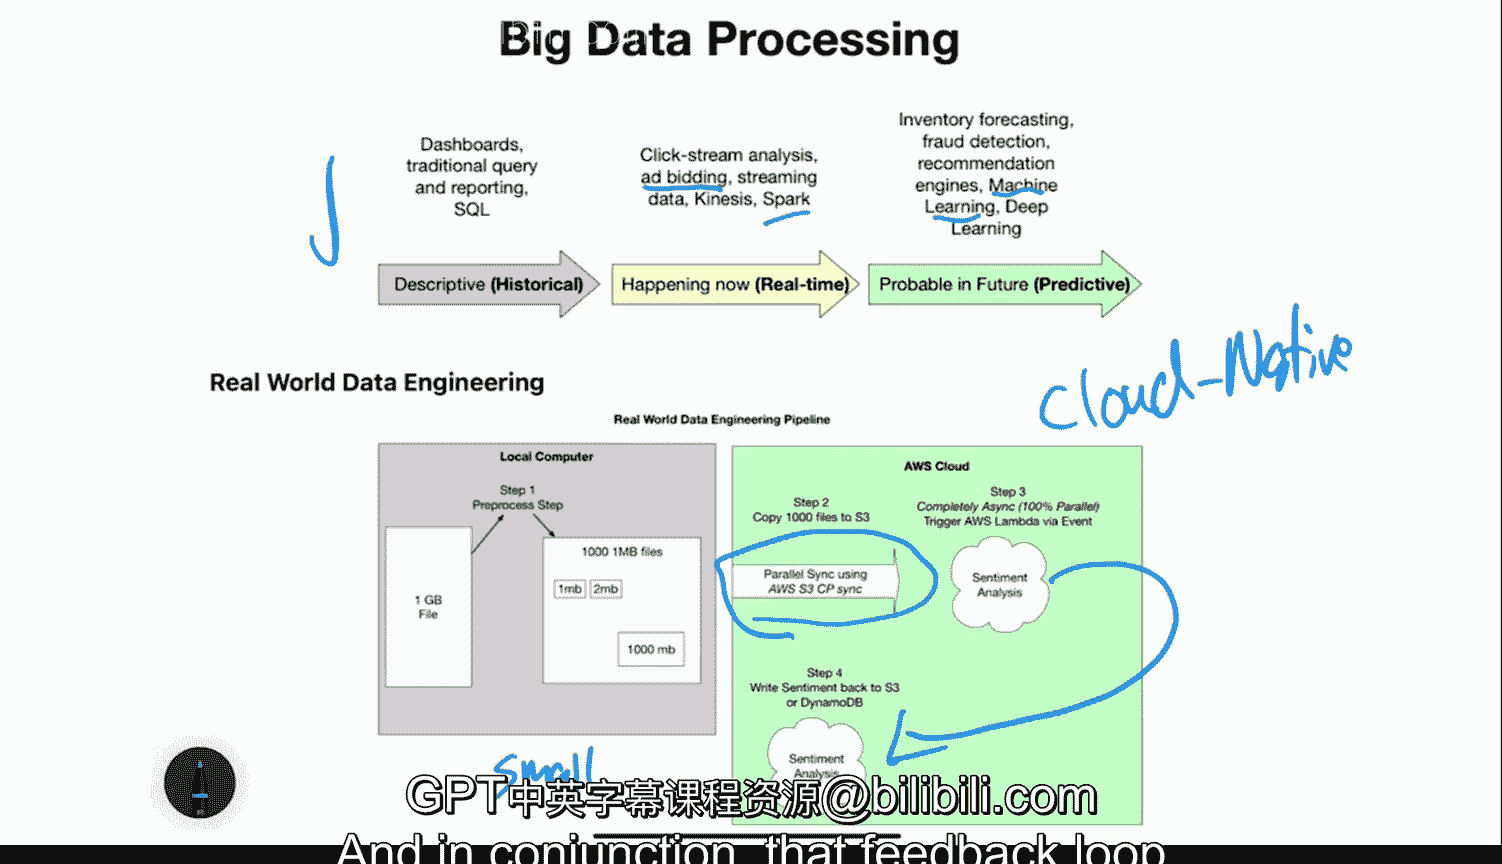 Big Data Processing
Dashboards,
traditional query
and reporting,
SQL
Click-stream analysis,
ad bidding, streaming
data, Kinesis, Spark
Inventory forecasting,
fraud detection,
recommendation
engines, Machine
Learning, Deep
Learning
Descriptive (Historical)
Happening now (Real-time)
Probable in Future (Predictive)
Cloud-Native
Real World Data Engineering
Real World Data Engineering Pipeline
Local Computer
Step 1
Preprocess Step
1 GB
File
1000 1MB files
1mb
2mb
1000 mb
AWS Cloud
Step 2
Copy 1000 files to S3
Parallel Sync using
AWS S3 CP sync
Step 3
Completely Async (100% Parallel)
Trigger AWS Lambda via Event
Sentiment
Analysis
Step 4
Write Sentiment back to S3
or DynamoDB
Sentiment
Analysis
small
GPT中英字幕课程资源@bilibili.com
And in conjunction, that feedback loop